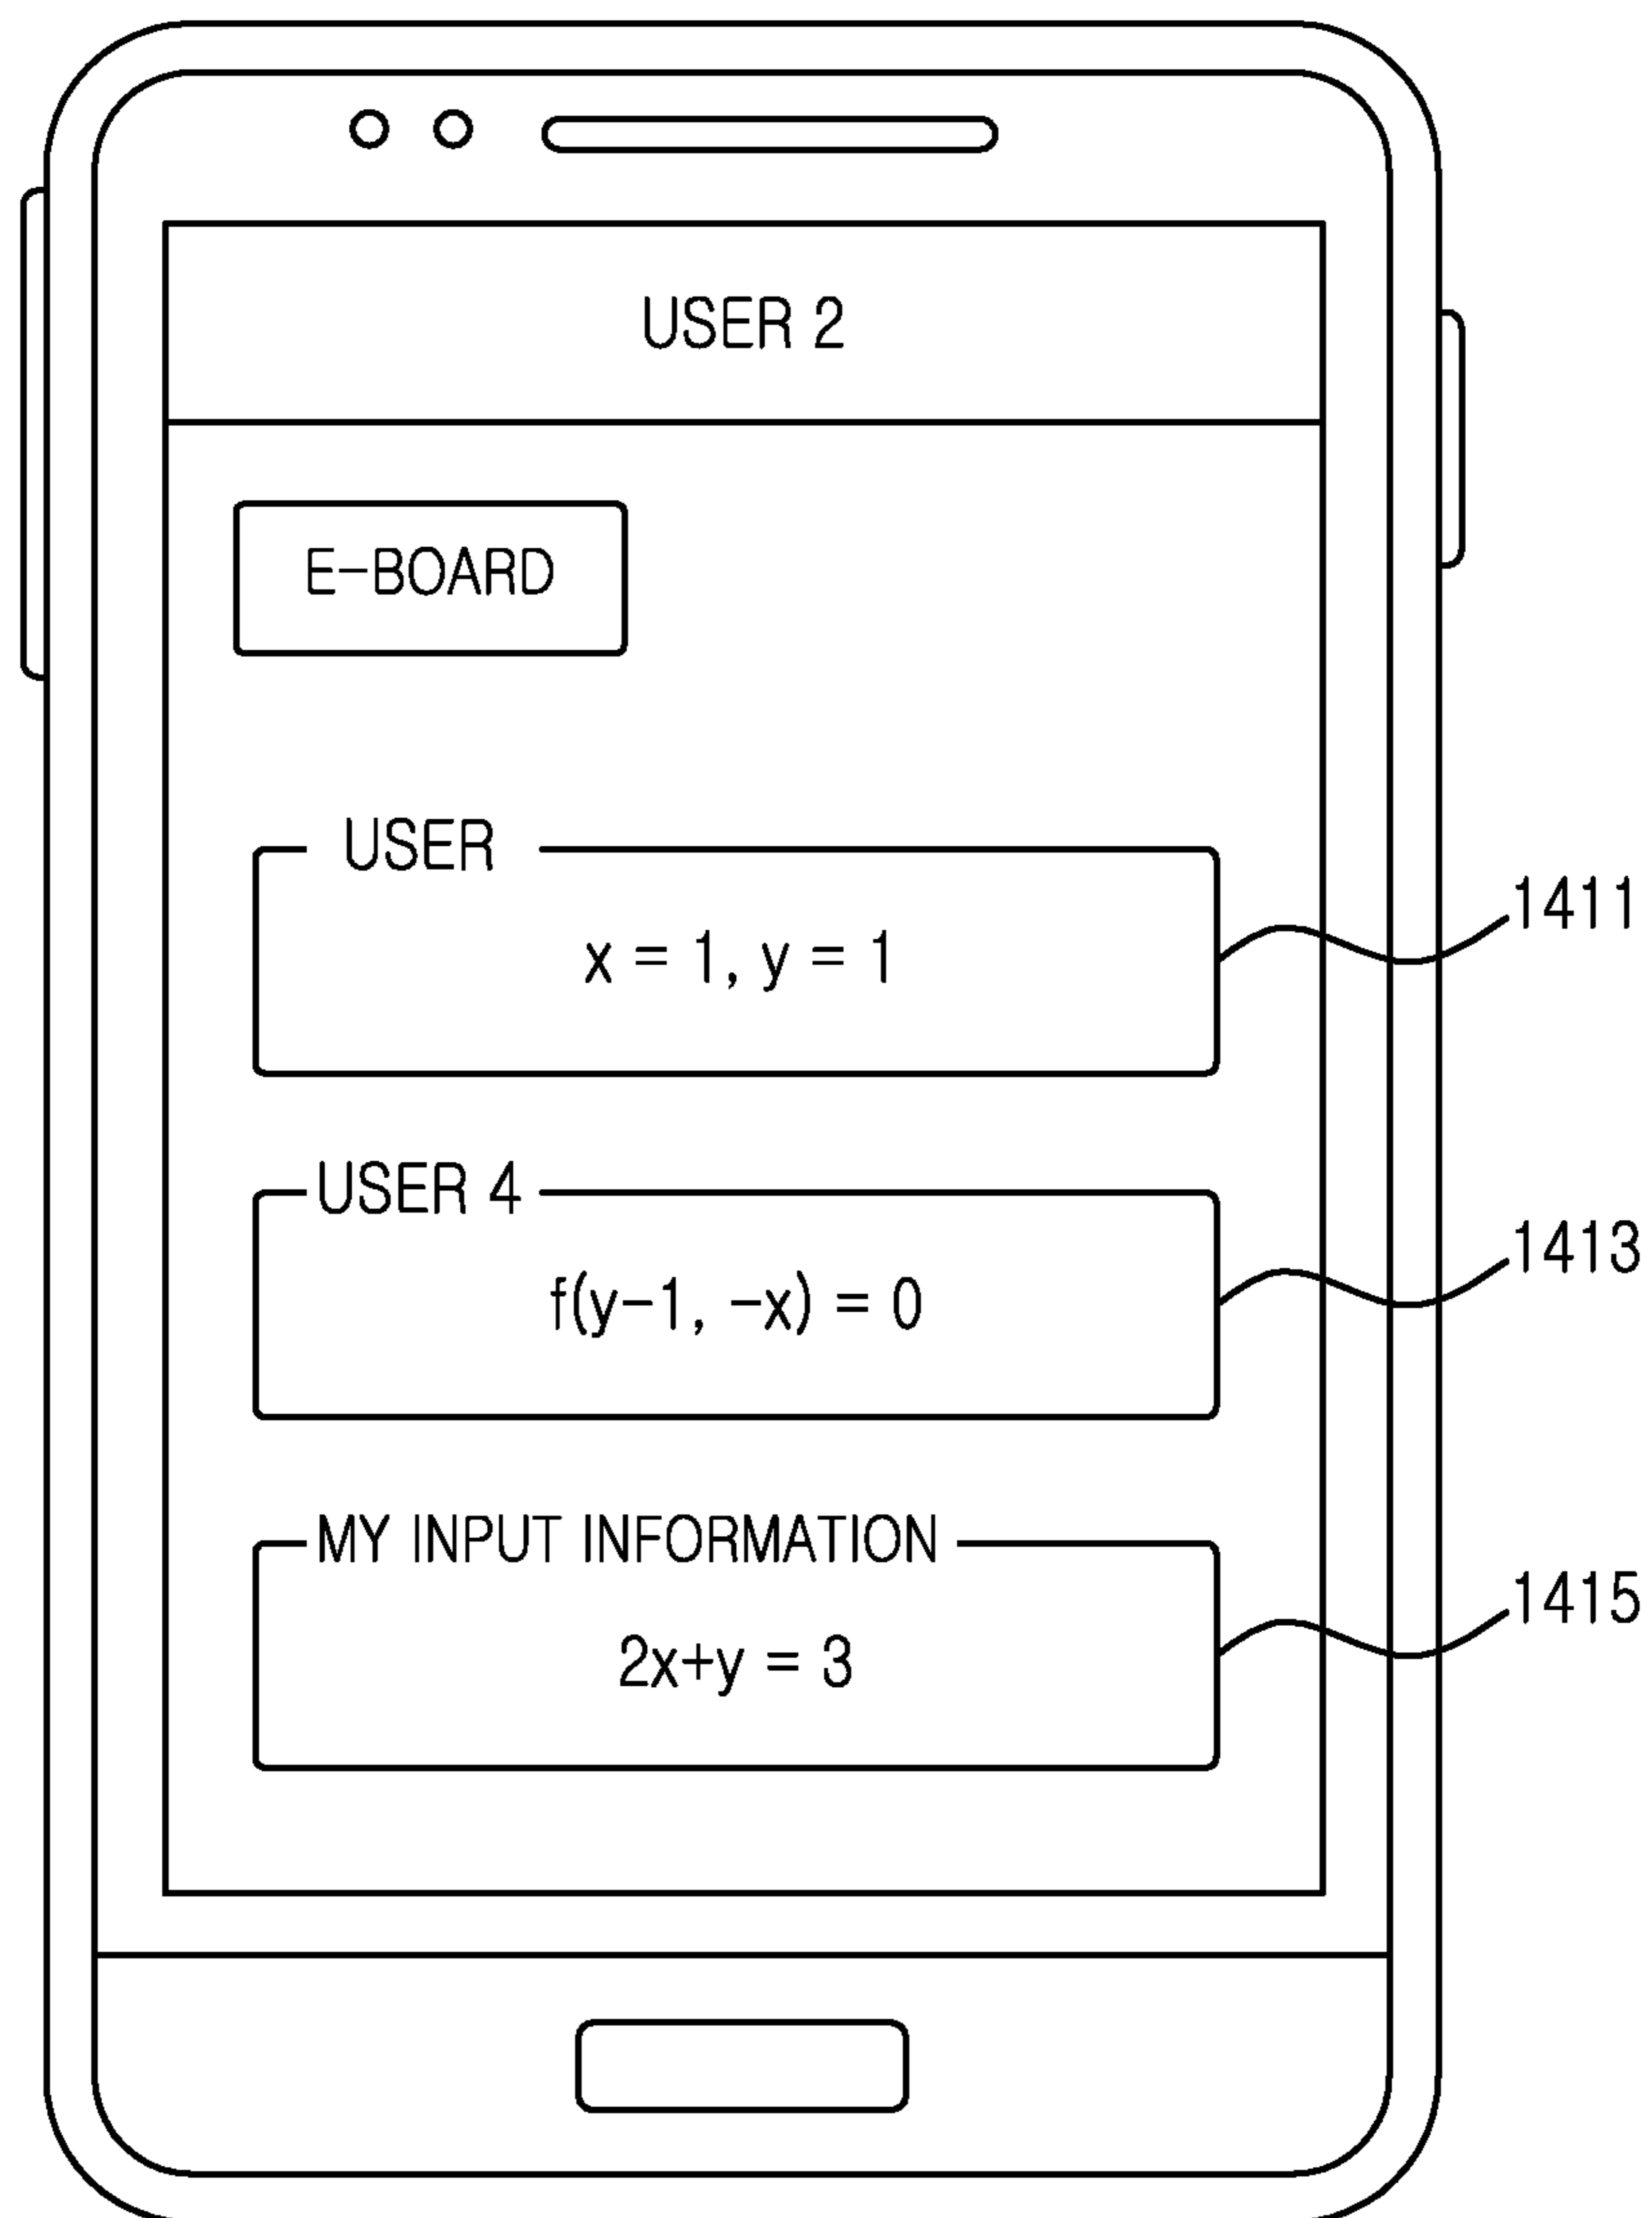 USER 2
E-BOARD
USER
x = 1, y = 1
1411
USER 4
f(y-1, -x) = 0
1413
MY INPUT INFORMATION
2x+y = 3
1415